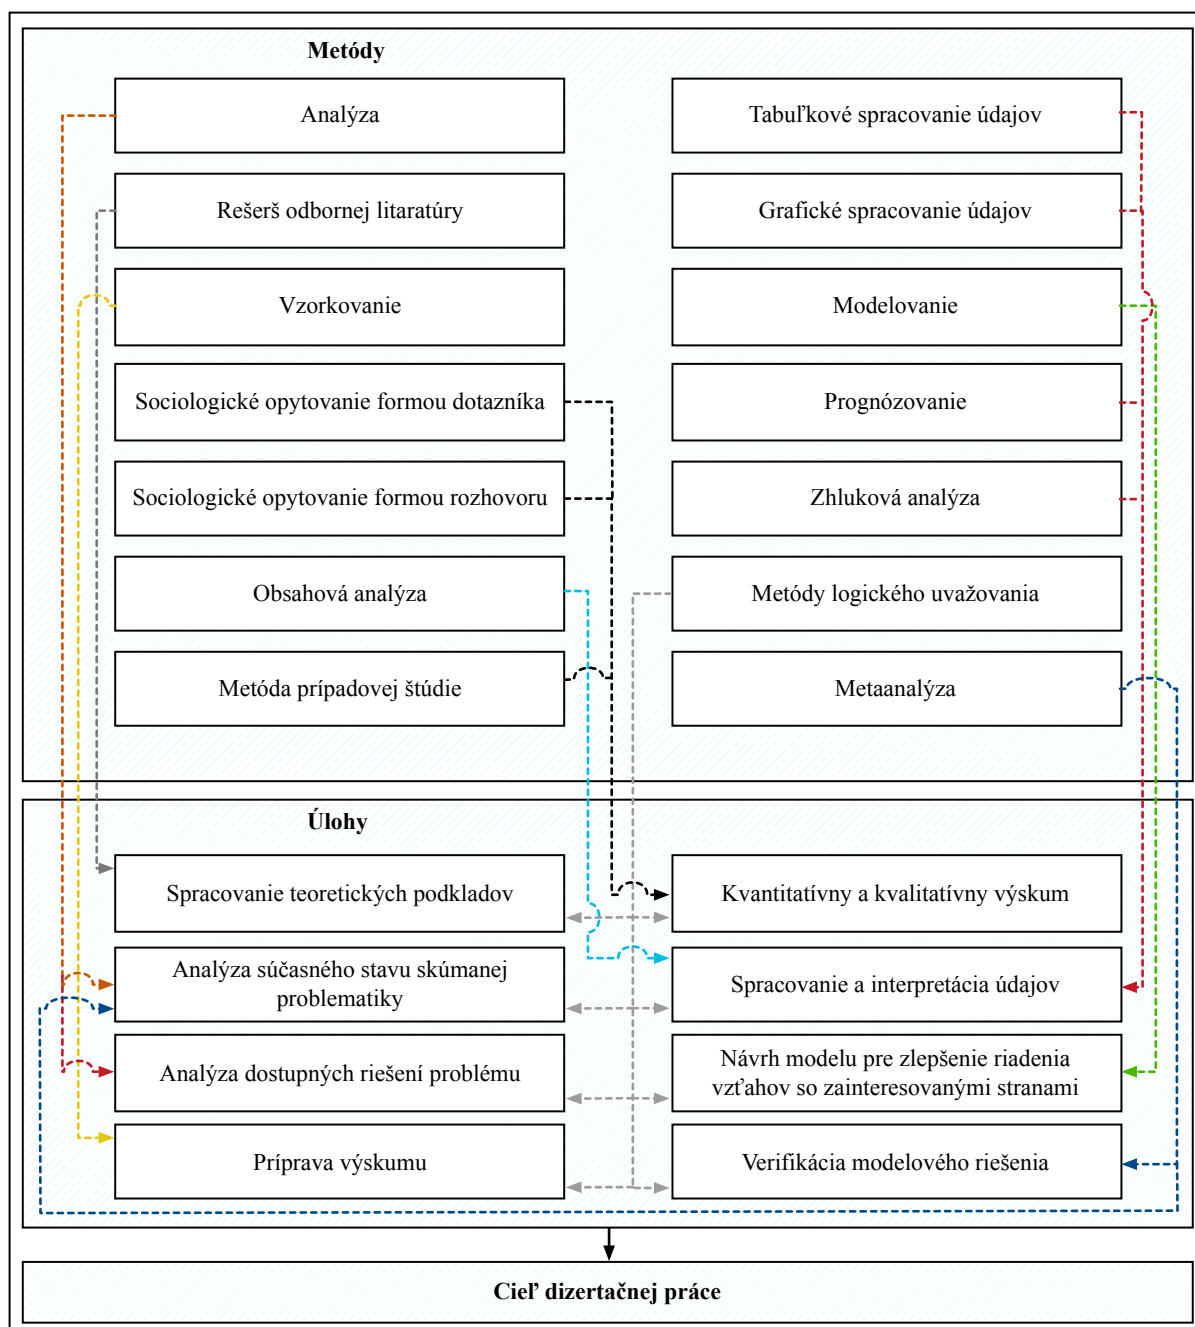 Metódy
Analýza
Tabuľkové spracovanie údajov
Rešerš odbornej litaratúry
Grafické spracovanie údajov
Vzorkovanie
Modelovanie
Sociologické opytovanie formou dotazníka
Prognózovanie
Sociologické opytovanie formou rozhovoru
Zhluková analýza
Obsahová analýza
Metódy logického uvažovania
Metóda prípadovej štúdie
Metaanalýza
Úlohy
Spracovanie teoretických podkladov
Kvantitatívny a kvalitatívny výskum
Analýza súčasného stavu skúmanej
problematiky
Spracovanie a interpretácia údajov
Analýza dostupných riešení problému
Návrh modelu pre zlepšenie riadenia
vzťahov so zainteresovanými stranami
Príprava výskumu
Verifikácia modelového riešenia
Cieľ dizertačnej práce